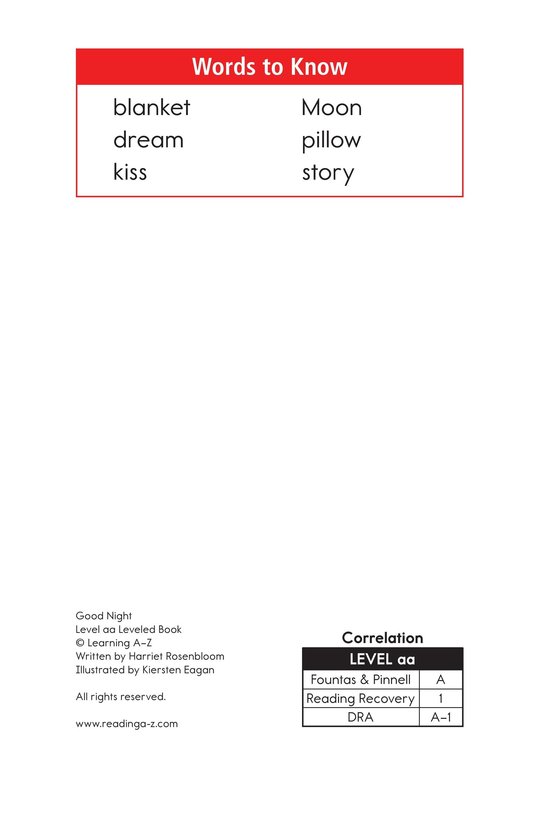 Words to Know
blanket
dream
kiss
Moon
pillow
story
Good Night
Level aa Leveled Book
© Learning A–Z
Written by Harriet Rosenbloom
Illustrated by Kiersten Eagan
All rights reserved.
www.readinga-z.com
Correlation
LEVEL aa
Fountas & Pinnell A
Reading Recovery 1
DRA A–1